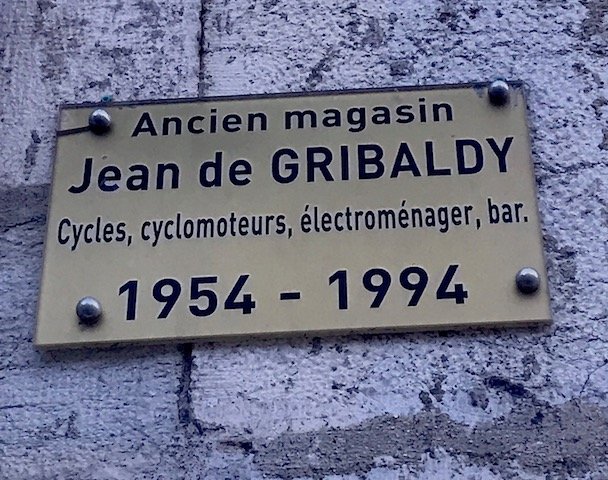 Ancien magasin
Jean de GRIBALDY
Cycles, cyclomoteurs, électroménager, bar.
1954 - 1994